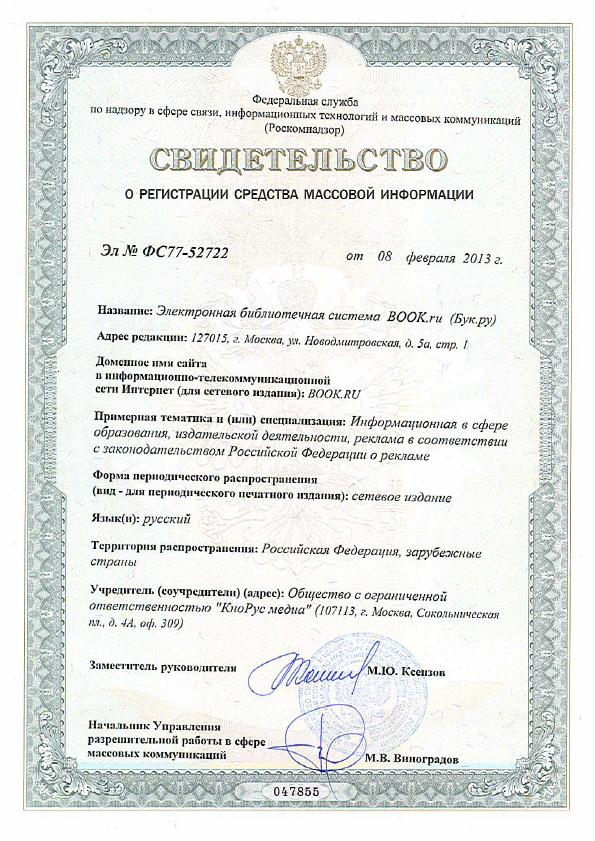 Федеральная служба
по надзору в сфере связи, информационных технологий и массовых коммуникаций
(Роскомнадзор)
СВИДЕТЕЛЬСТВО
О РЕГИСТРАЦИИ СРЕДСТВА МАССОВОЙ ИНФОРМАЦИИ
Эл № ФС77-52722 от 08 февраля 2013 г.
Название: Электронная библиотечная система BOOK.ru (Бук.ру)
Адрес редакции: 127015, г. Москва, ул. Новодмитровская, д. 5а, стр. 1
Доменное имя сайта
в информационно-телекоммуникационной
сети Интернет (для сетевого издания): BOOK.RU
Примерная тематика и (или) специализация: Информационная в сфере
образования, издательской деятельности, реклама в соответствии
с законодательством Российской Федерации о рекламе
Форма периодического распространения
(вид - для периодического печатного издания): сетевое издание
Язык(и): русский
Территория распространения: Российская Федерация, зарубежные
страны
Учредитель (соучредители) (адрес): Общество с ограниченной
ответственностью "КноРус медиа" (107113, г. Москва, Сокольническая
пл., д. 4А, оф. 309)
Заместитель руководителя М.Ю. Ксензов
Начальник Управления
разрешительной работы в сфере
массовых коммуникаций М.В. Виноградов
047855